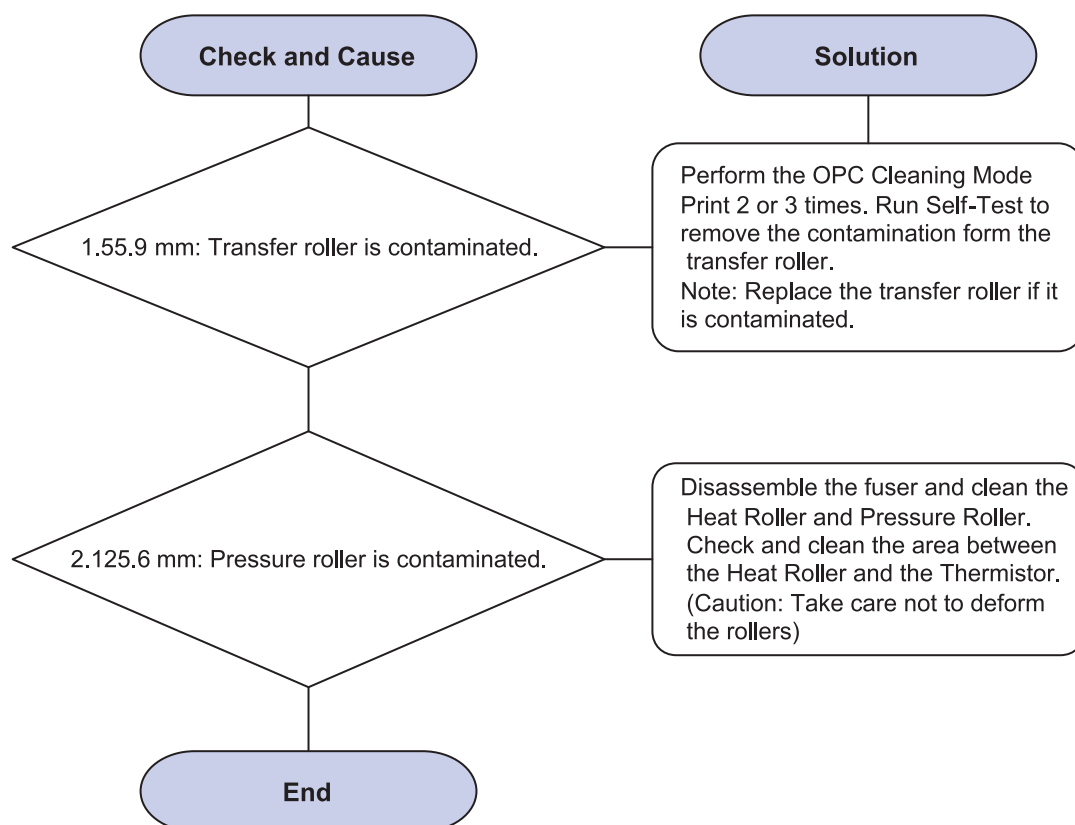 Check and Cause
Solution
1.55.9 mm: Transfer roller is contaminated.
Perform the OPC Cleaning Mode
Print 2 or 3 times. Run Self-Test to
remove the contamination form the
transfer roller.
Note: Replace the transfer roller if it
is contaminated.
2.125.6 mm: Pressure roller is contaminated.
Disassemble the fuser and clean the
Heat Roller and Pressure Roller.
Check and clean the area between
the Heat Roller and the Thermistor.
(Caution: Take care not to deform
the rollers)
End